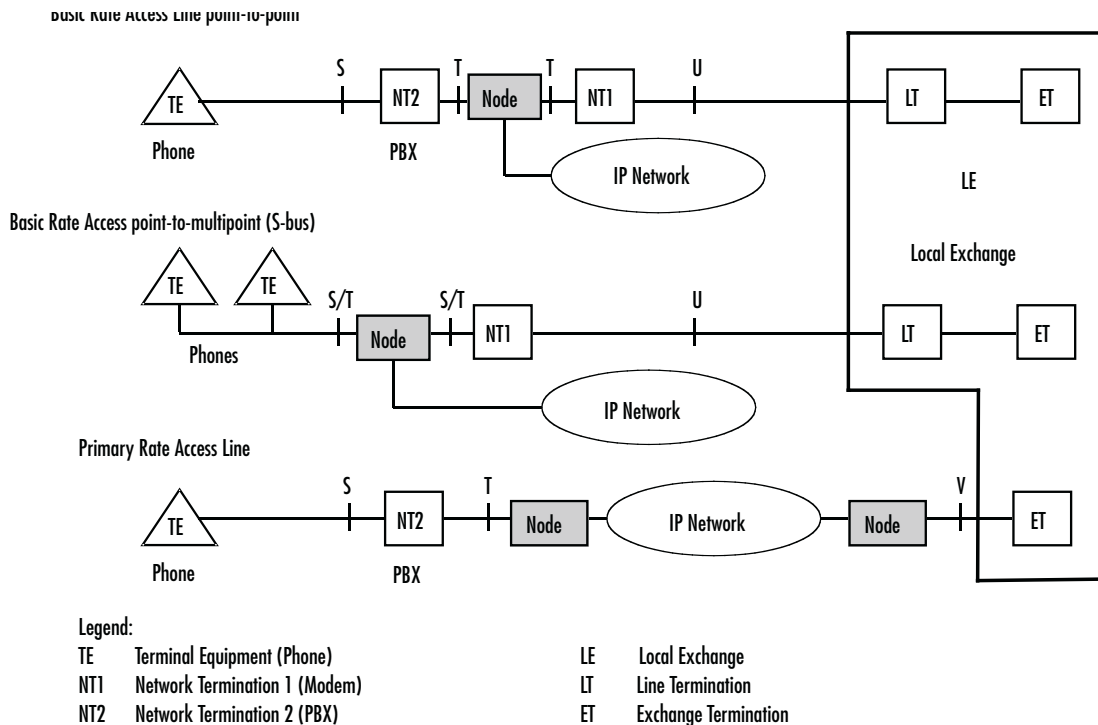 Basic Rate Access Line point-to-point
S T T U
TE NT2 Node NT1 LT ET
Phone PBX
IP Network LE
Basic Rate Access point-to-multipoint (S-bus)
Local Exchange
TE TE
S/T S/T U
Node NT1 LT ET
Phones
IP Network
Primary Rate Access Line
S T V
TE NT2 Node IP Network Node ET
Phone PBX
Legend:
TE Terminal Equipment (Phone) LE Local Exchange
NT1 Network Termination 1 (Modem) LT Line Termination
NT2 Network Termination 2 (PBX) ET Exchange Termination